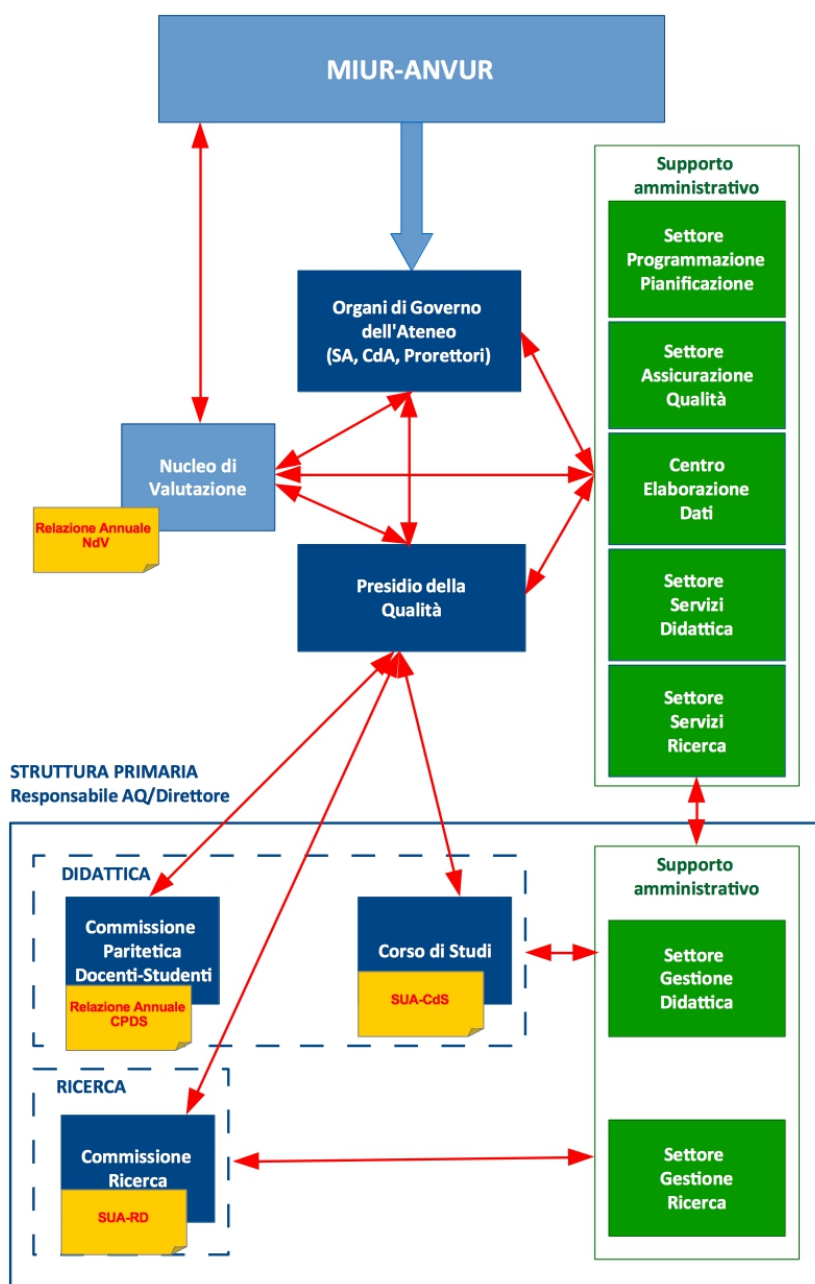 MIUR-ANVUR
Supporto
amministrativo
Settore
Programmazione
Pianificazione
Organi di Governo
dell'Ateneo
(SA, CdA, Prorettori)
Settore
Assicurazione
Qualità
Nucleo di
Valutazione
Centro
Elaborazione
Dati
Relazione Annuale
NdV
Presidio della
Qualità
Settore
Servizi
Didattica
Settore
Servizi
Ricerca
STRUTTURA PRIMARIA
Responsabile AQ/Direttore
DIDATTICA
Commissione
Paritetica
Docenti-Studenti
Relazione Annuale
CPDS
Corso di Studi
SUA-CdS
Supporto
amministrativo
Settore
Gestione
Didattica
RICERCA
Commissione
Ricerca
SUA-RD
Settore
Gestione
Ricerca